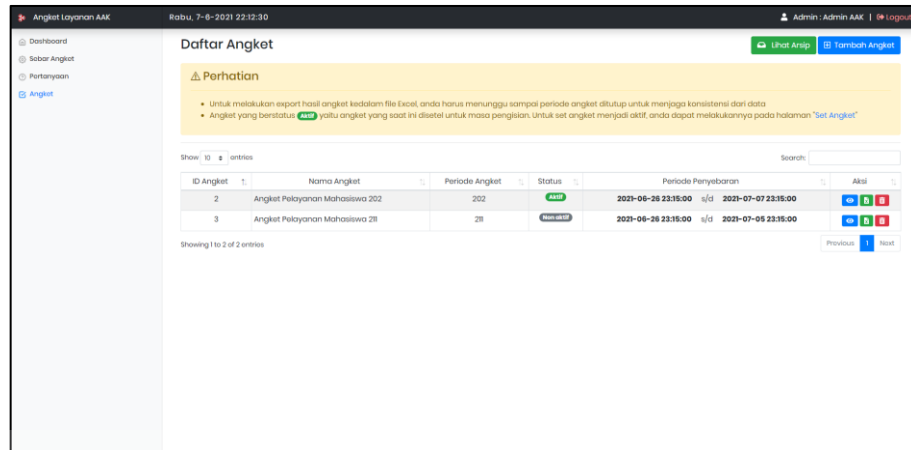 Angket Layanan AAK
Rabu, 7-6-2021 22:12:30
Admin : Admin AAK | Logout
Dashboard
Sebar Angket
Pertanyaan
Angket
Daftar Angket
Lihat Arsip
Tambah Angket
Perhatian
Untuk melakukan export hasil angket kedalam file Excel, anda harus menunggu sampai periode angket ditutup untuk menjaga konsistensi dari data
Angket yang berstatus Aktif yaitu angket yang saat ini disetel untuk masa pengisian. Untuk set angket menjadi aktif, anda dapat melakukannya pada halaman "Set Angket"
Show 10 entries
Search:
ID Angket Nama Angket Periode Angket Status Periode Penyebaran Aksi
2 Angket Pelayanan Mahasiswa 202 202 Aktif 2021-06-26 23:15:00 s/d 2021-07-07 23:15:00
3 Angket Pelayanan Mahasiswa 211 211 Non aktif 2021-06-26 23:15:00 s/d 2021-07-05 23:15:00
Showing 1 to 2 of 2 entries
Previous 1 Next